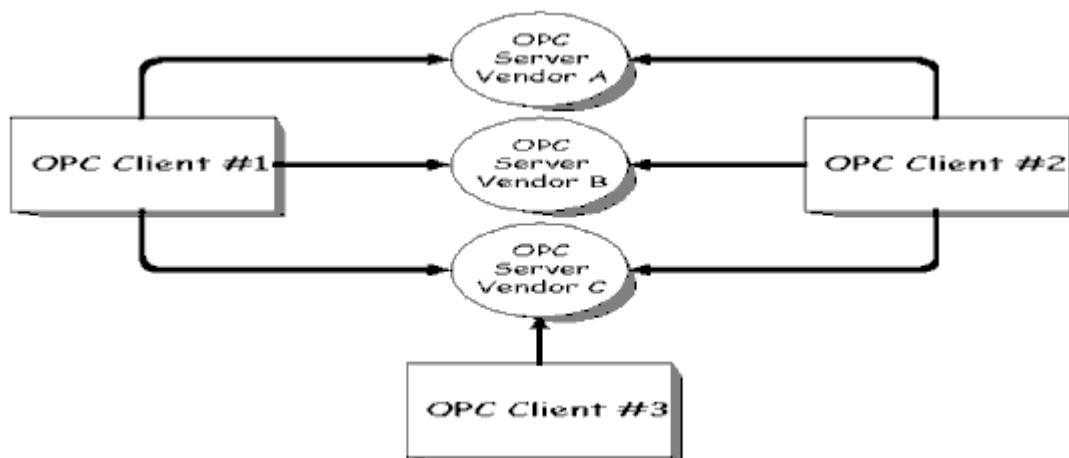 OPC
Server
Vendor A
OPC Client #1
OPC
Server
Vendor B
OPC Client #2
OPC
Server
Vendor C
OPC Client #3